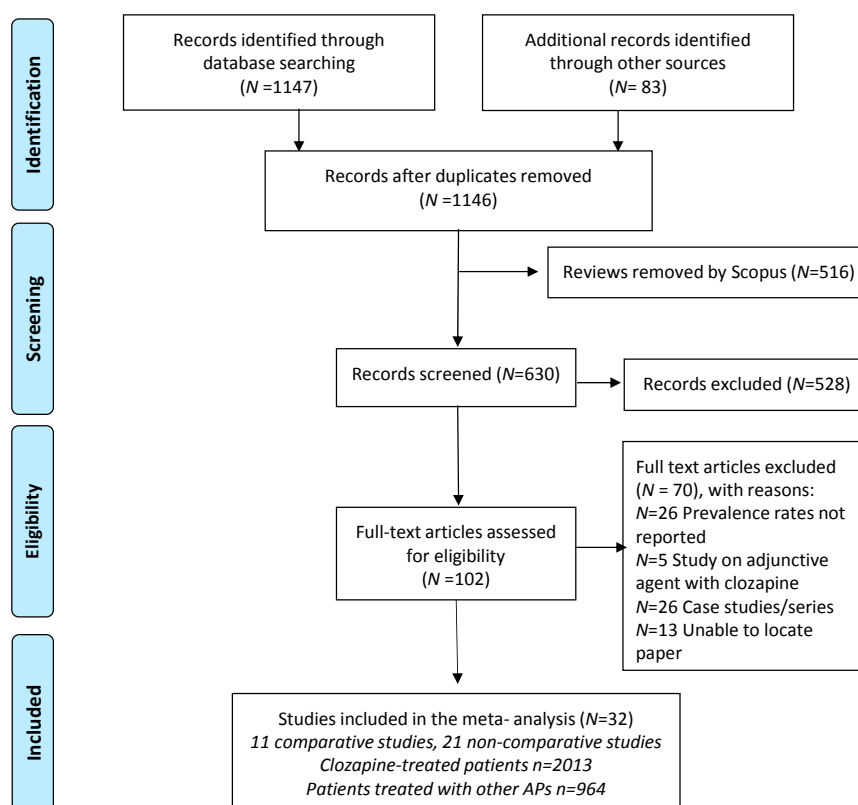 Identification
Records identified through
database searching
(N =1147)
Additional records identified
through other sources
(N= 83)
Records after duplicates removed
(N =1146)
Screening
Reviews removed by Scopus (N=516)
Records screened (N=630)
Records excluded (N=528)
Eligibility
Full-text articles assessed
for eligibility
(N =102)
Full text articles excluded
(N = 70), with reasons:
N=26 Prevalence rates not
reported
N=5 Study on adjunctive
agent with clozapine
N=26 Case studies/series
N=13 Unable to locate
paper
Included
Studies included in the meta- analysis (N=32)
11 comparative studies, 21 non-comparative studies
Clozapine-treated patients n=2013
Patients treated with other APs n=964